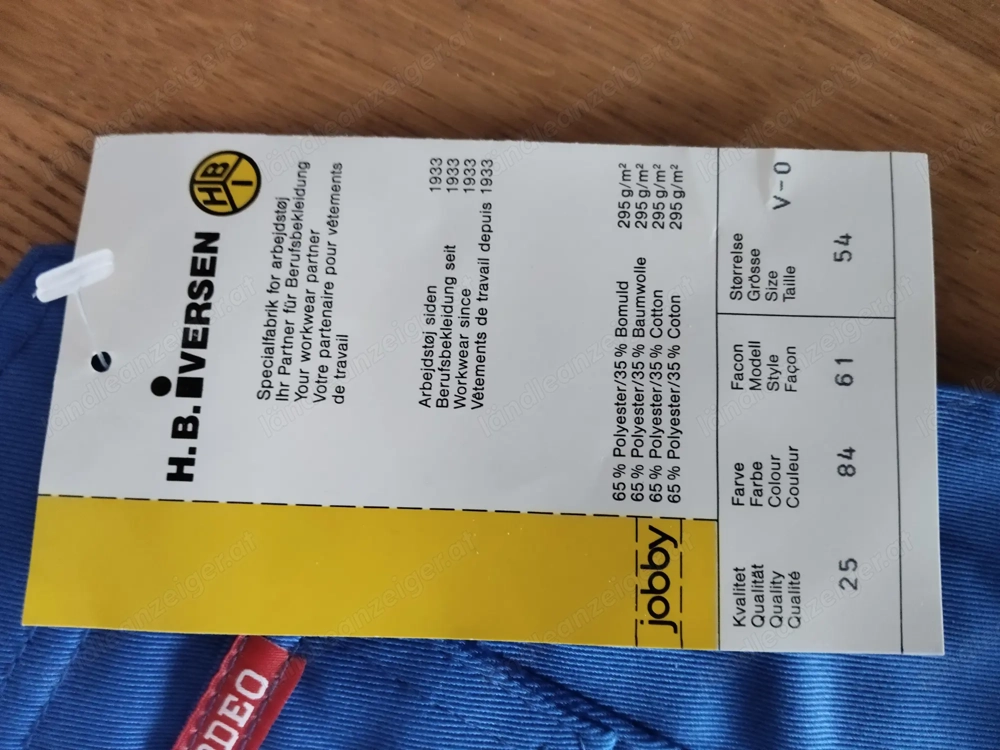 H.B. IVERSEN
HBI
Specialfabrik for arbejdstøj
Ihr Partner für Berufsbekleidung
Your workwear partner
Votre partenaire pour vêtements
de travail
Arbejdstøj siden 1933
Berufsbekleidung seit 1933
Workwear since 1933
Vêtements de travail depuis 1933
jobby
65 % Polyester/35 % Bomuld 295 g/m²
65 % Polyester/35 % Baumwolle 295 g/m²
65 % Polyester/35 % Cotton 295 g/m²
65 % Polyester/35 % Coton 295 g/m²
Kvalitet Farve Facon Størrelse
Qualität Farbe Modell Grösse
Quality Colour Style Size
Qualité Couleur Façon Taille
V-0
25 84 61 54
ODEO
ländleanzeiger.at